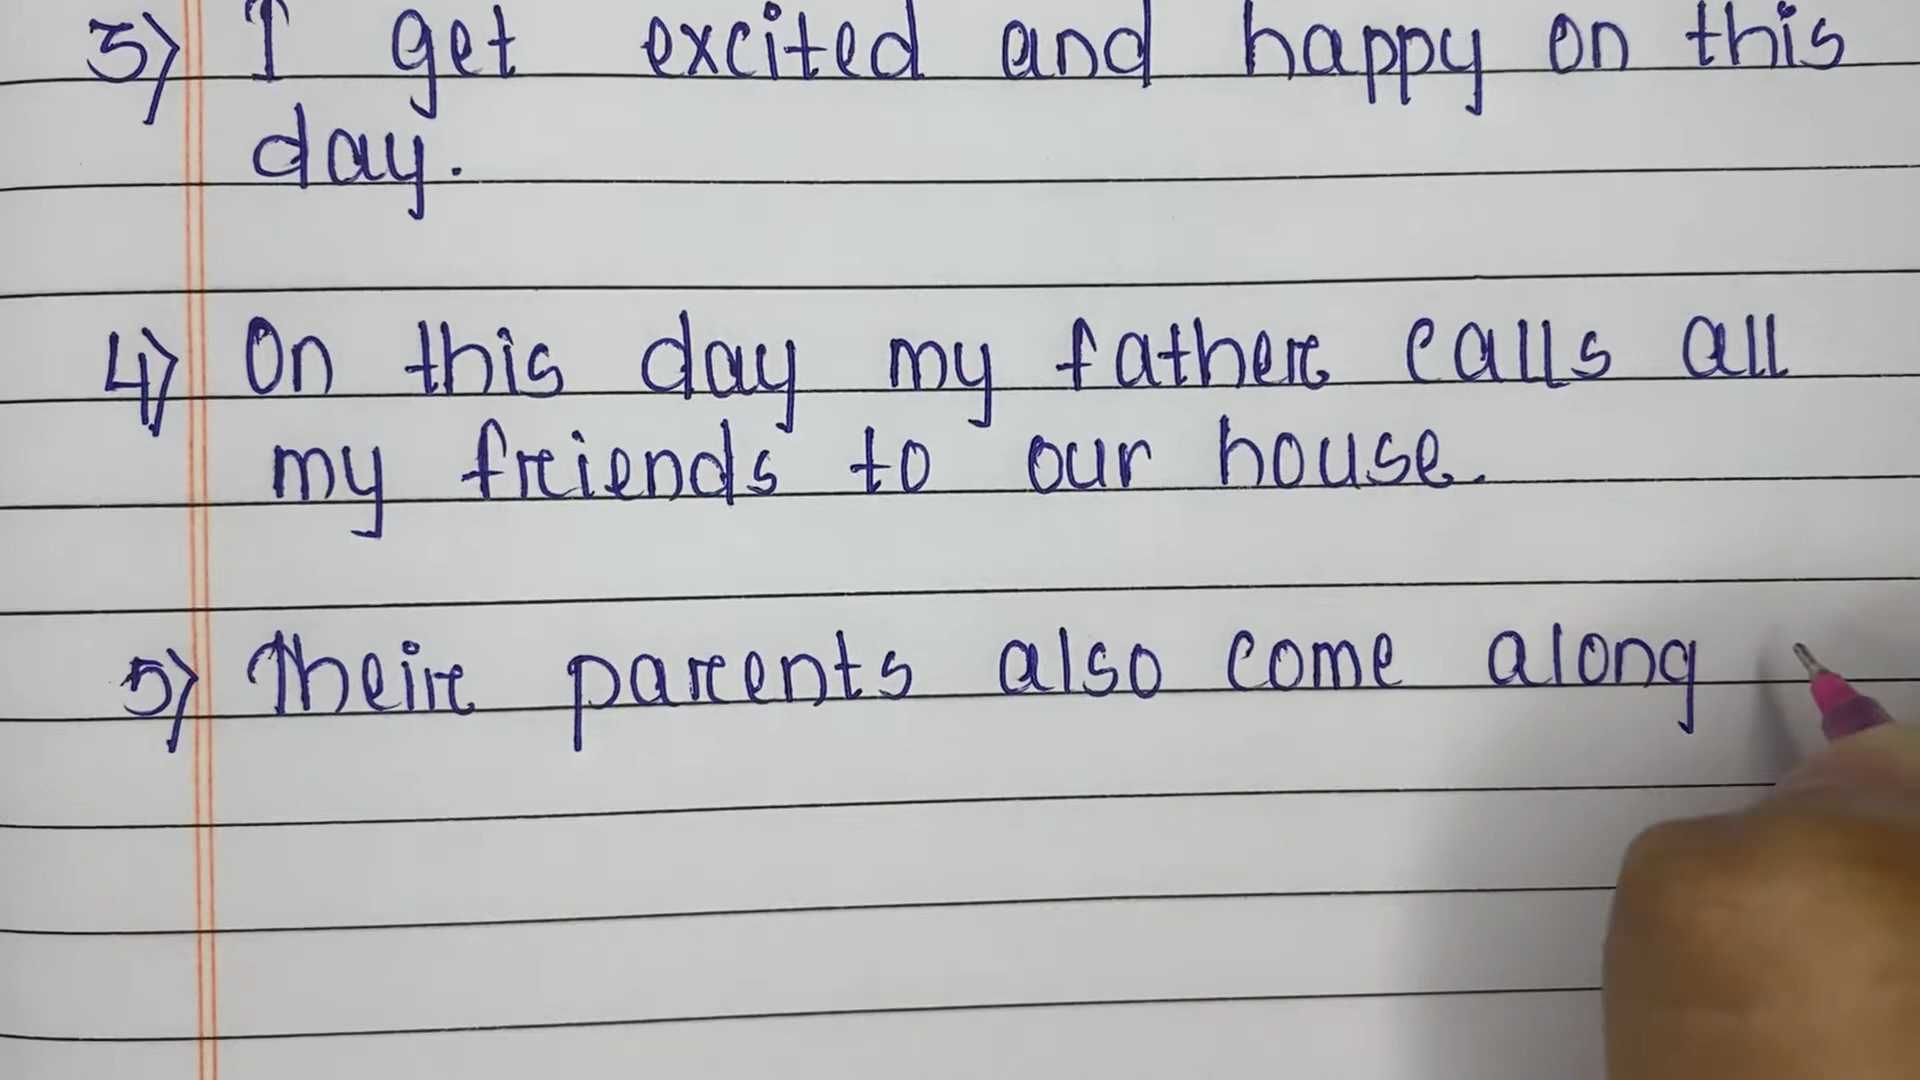 3) I get excited and happy on this
day.
4) On this day my father calls all
my friends to our house.
5) Their parents also come along